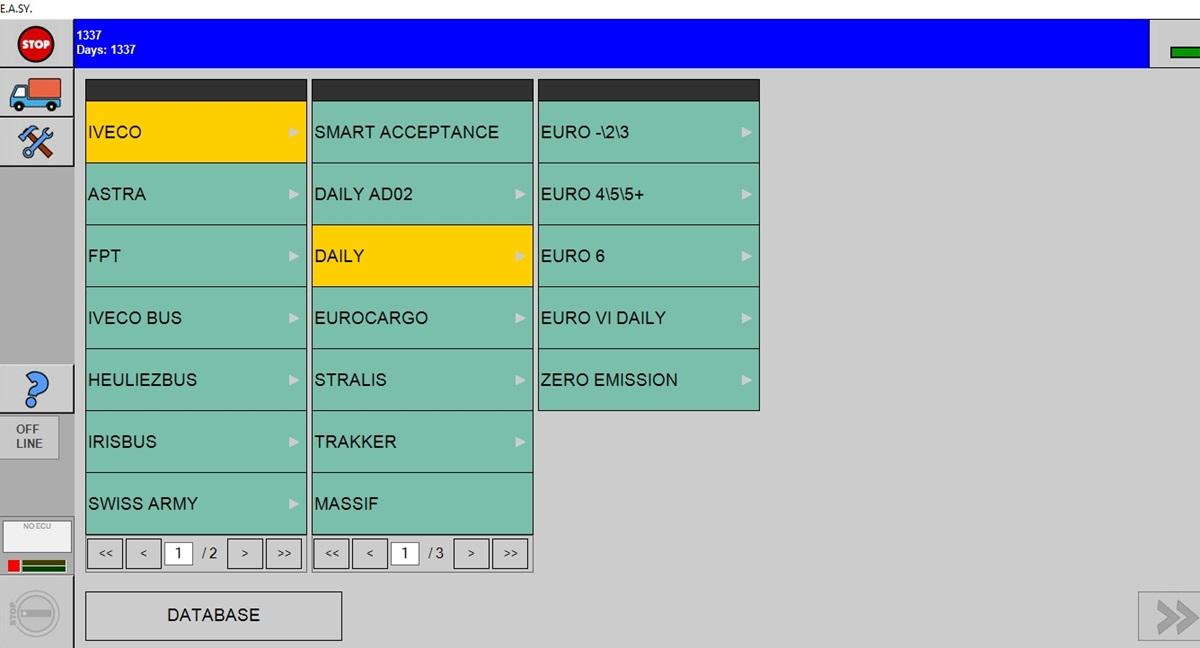 E.A.SY.
STOP
1337
Days: 1337
IVECO
ASTRA
FPT
IVECO BUS
HEULIEZBUS
IRISBUS
SWISS ARMY
<< < 1 / 2 > >>
SMART ACCEPTANCE
DAILY AD02
DAILY
EUROCARGO
STRALIS
TRAKKER
MASSIF
<< < 1 / 3 > >>
EURO -\2\3
EURO 4\5\5+
EURO 6
EURO VI DAILY
ZERO EMISSION
?
OFF
LINE
NO ECU
STOP
DATABASE